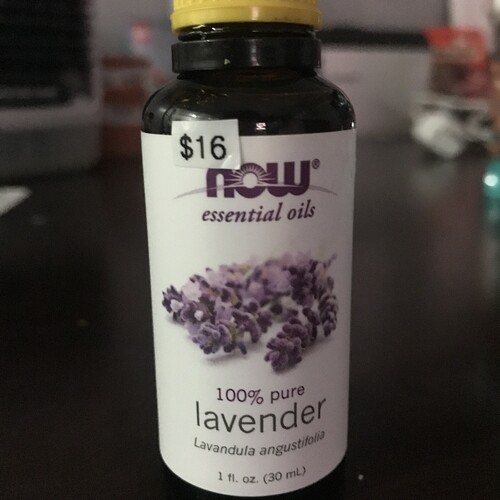 $16
now®
essential oils
100% pure
lavender
Lavandula angustifolia
1 fl. oz. (30 mL)